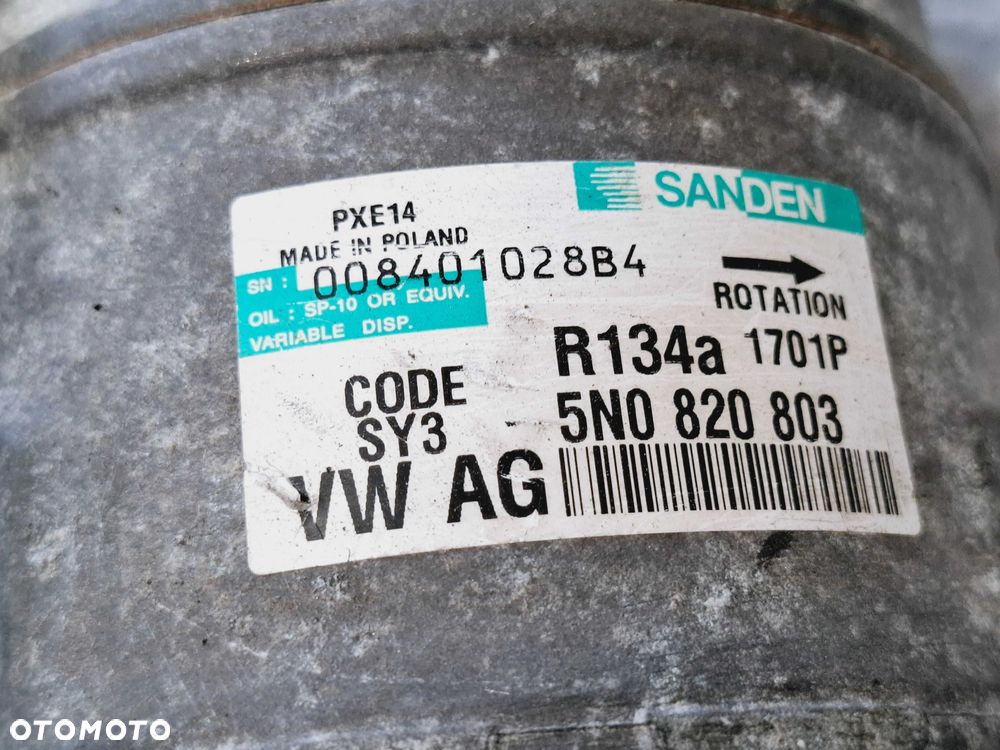 SANDEN
PXE14
MADE IN POLAND
SN : 008401028B4
OIL : SP-10 OR EQUIV.
VARIABLE DISP.
ROTATION
R134a 1701P
CODE
SY3
5N0 820 803
VW AG
OTOMOTO